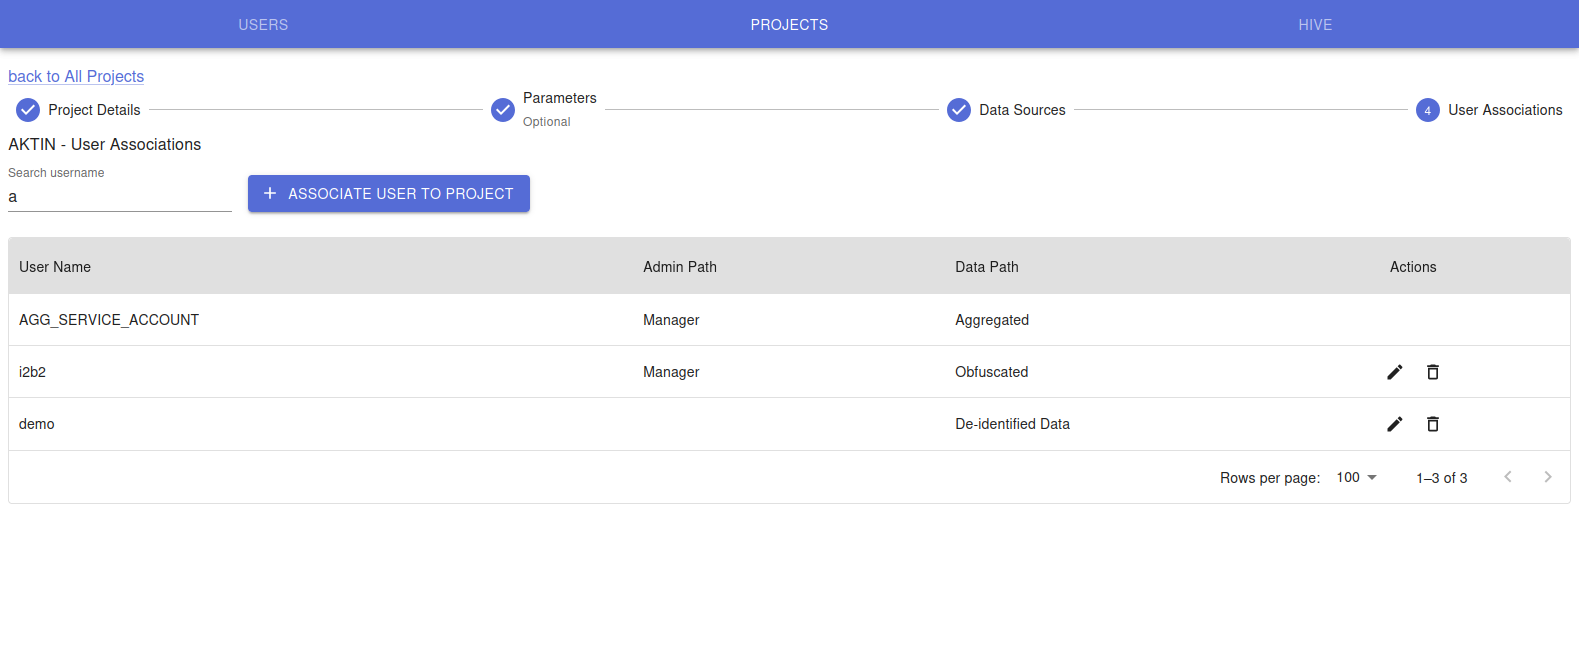 USERS PROJECTS HIVE
back to All Projects
Project Details
Parameters
Optional
Data Sources
4 User Associations
AKTIN - User Associations
Search username
a
ASSOCIATE USER TO PROJECT
User Name Admin Path Data Path Actions
AGG_SERVICE_ACCOUNT Manager Aggregated
i2b2 Manager Obfuscated
demo De-identified Data
Rows per page: 100 1–3 of 3